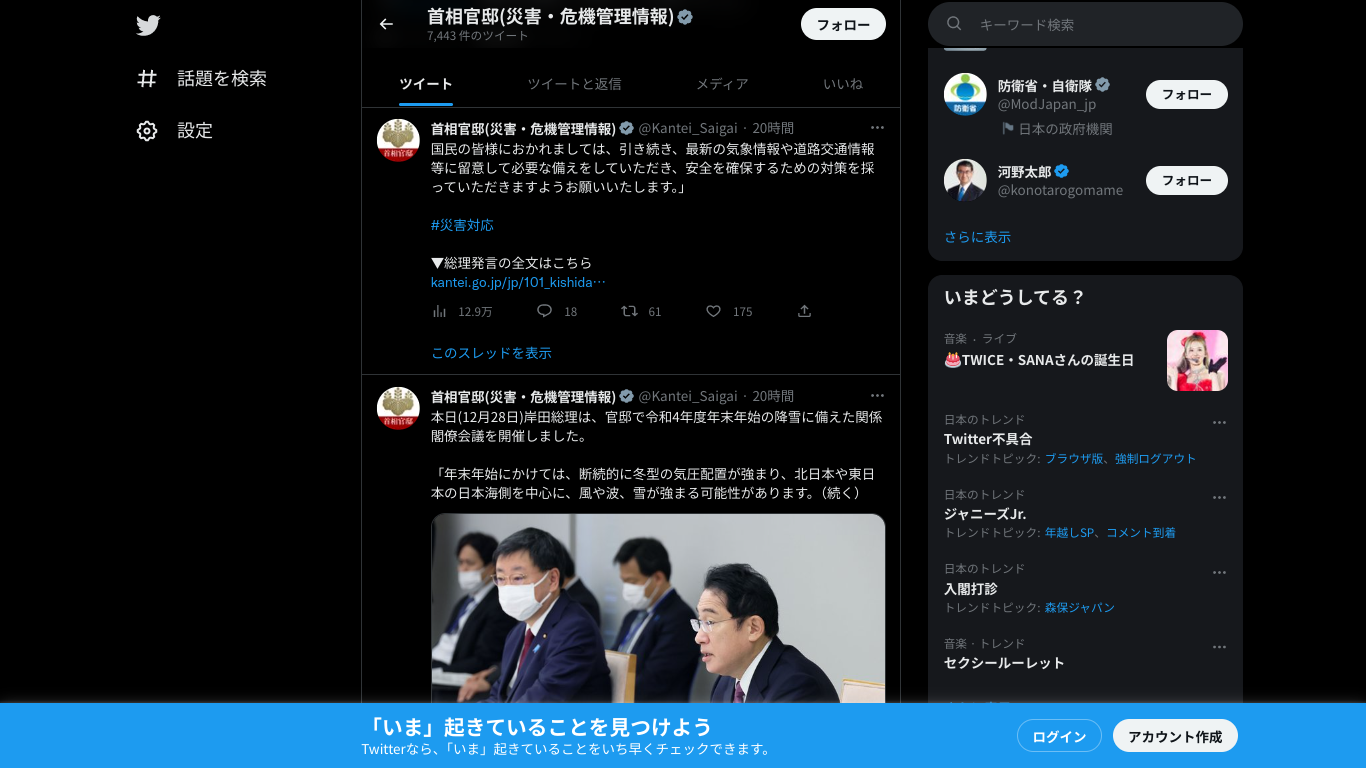 話題を検索
設定
首相官邸(災害・危機管理情報)
7,443 件のツイート
フォロー
ツイート
ツイートと返信
メディア
いいね
首相官邸(災害・危機管理情報) @Kantei_Saigai · 20時間
国民の皆様におかれましては、引き続き、最新の気象情報や道路交通情報
等に留意して必要な備えをしていただき、安全を確保するための対策を採
っていただきますようお願いいたします。」
#災害対応
▼総理発言の全文はこちら
kantei.go.jp/jp/101_kishida…
12.9万
18
61
175
このスレッドを表示
首相官邸(災害・危機管理情報) @Kantei_Saigai · 20時間
本日(12月28日)岸田総理は、官邸で令和4年度年末年始の降雪に備えた関係
閣僚会議を開催しました。
「年末年始にかけては、断続的に冬型の気圧配置が強まり、北日本や東日
本の日本海側を中心に、風や波、雪が強まる可能性があります。（続く）
キーワード検索
防衛省・自衛隊
@ModJapan_jp
日本の政府機関
フォロー
河野太郎
@konotarogomame
フォロー
さらに表示
いまどうしてる？
音楽 · ライブ
🎂TWICE・SANAさんの誕生日
日本のトレンド
Twitter不具合
トレンドトピック: ブラウザ版、強制ログアウト
日本のトレンド
ジャニーズJr.
トレンドトピック: 年越しSP、コメント到着
日本のトレンド
入閣打診
トレンドトピック: 森保ジャパン
音楽 · トレンド
セクシールーレット
「いま」起きていることを見つけよう
Twitterなら、「いま」起きていることをいち早くチェックできます。
ログイン
アカウント作成
首相官邸
首相官邸
防衛省